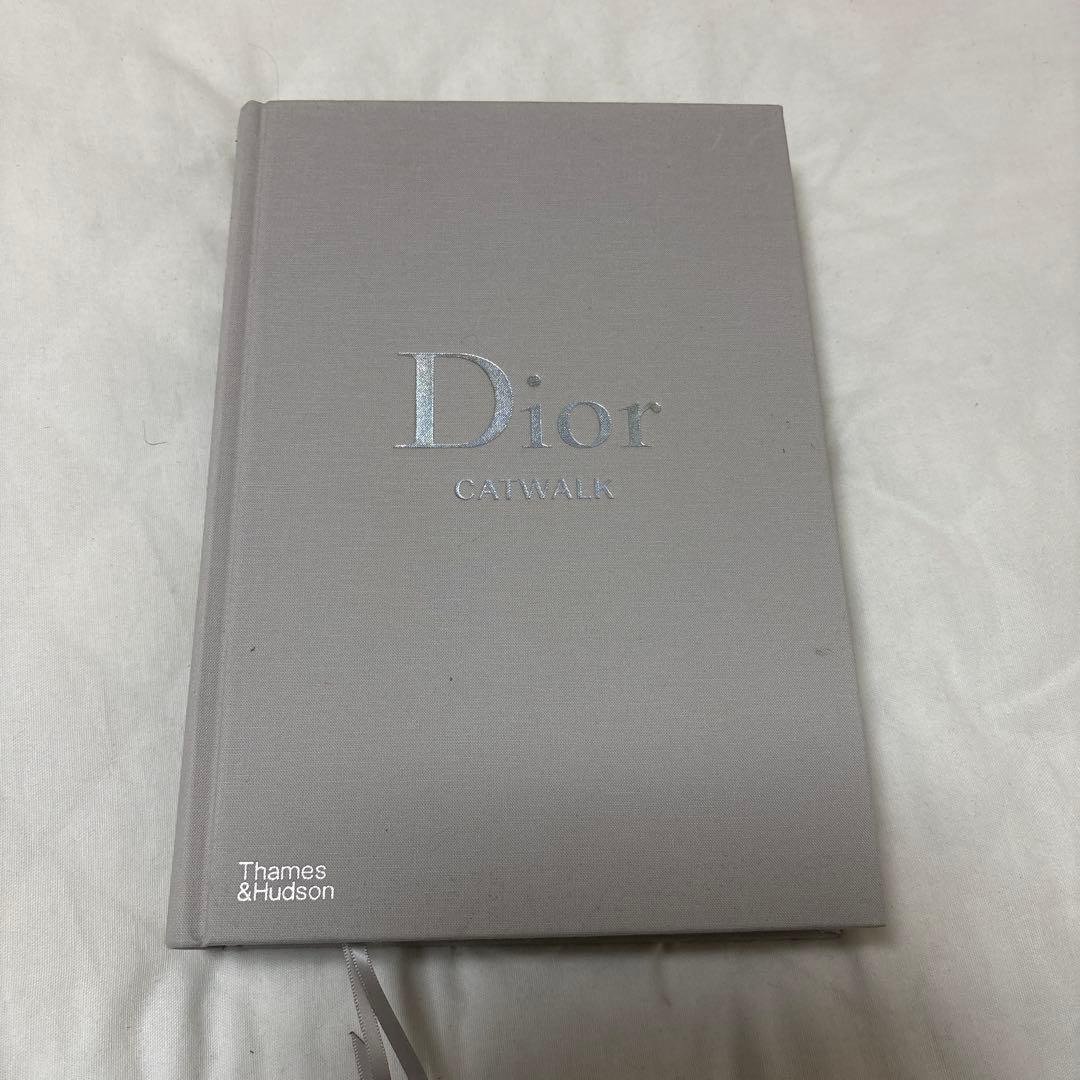 Dior
CATWALK
Thames
&Hudson